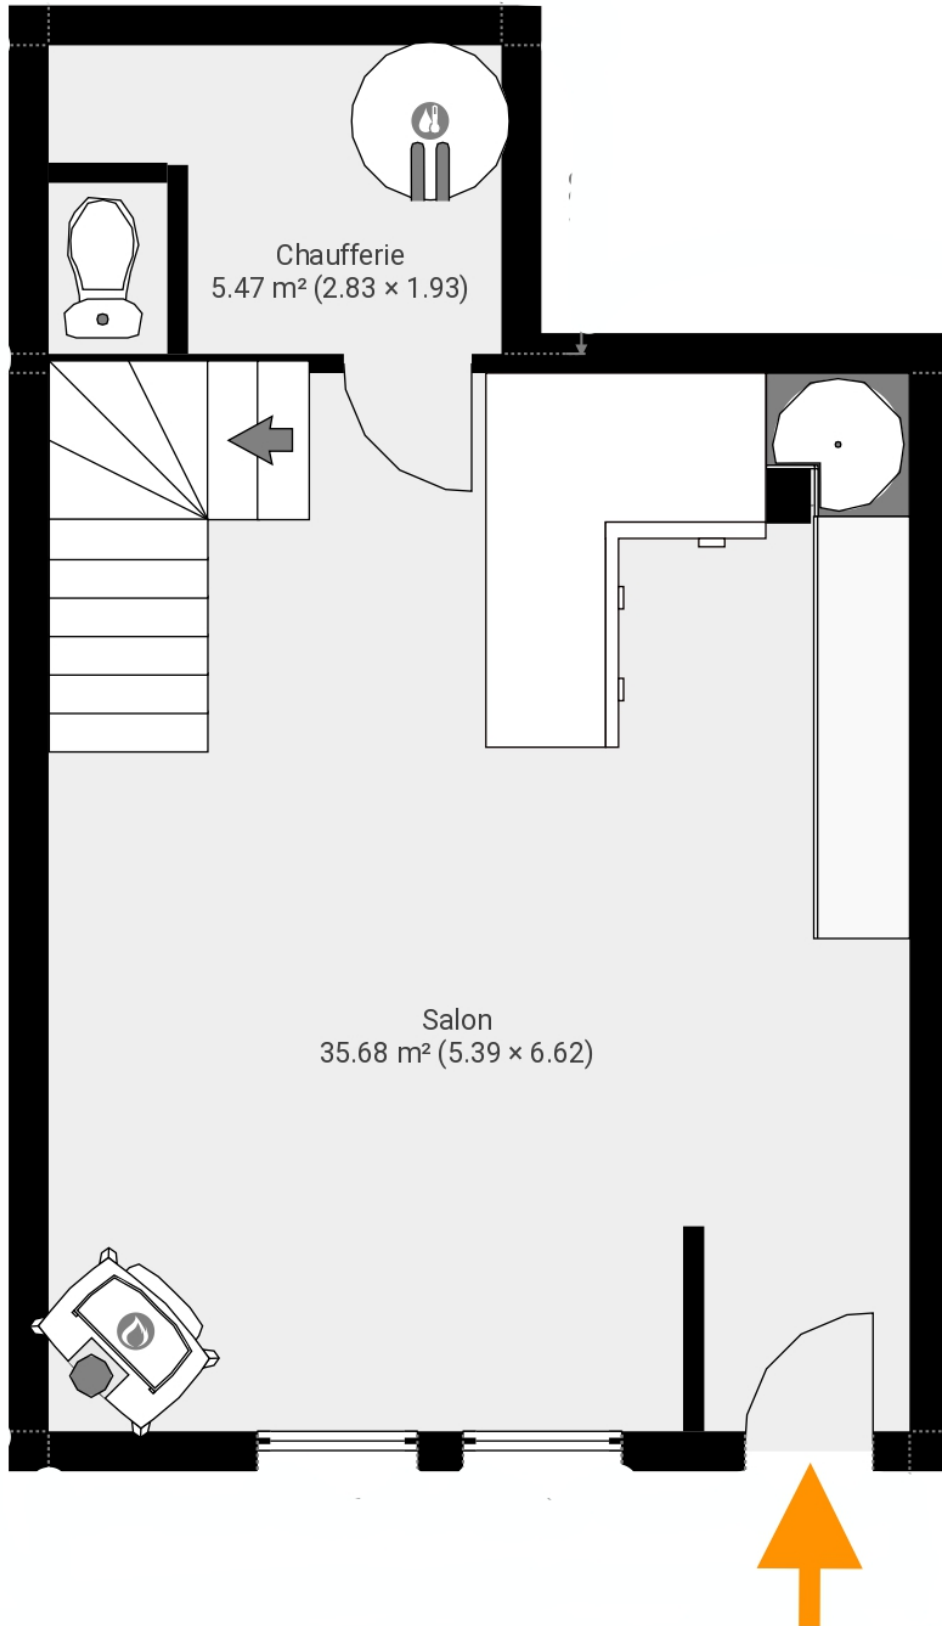 Chaufferie
5.47 m² (2.83 × 1.93)
Salon
35.68 m² (5.39 × 6.62)